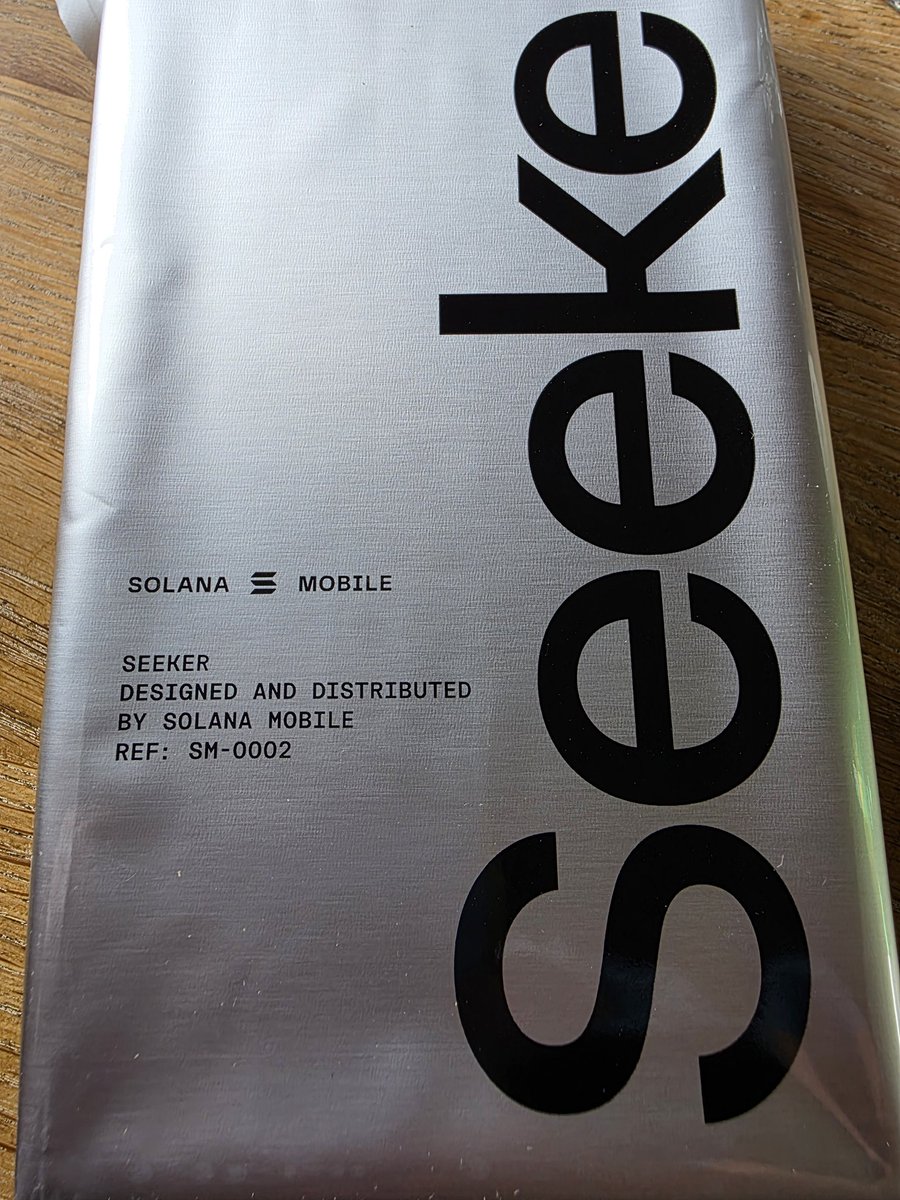 Seeke
SOLANA MOBILE
SEEKER
DESIGNED AND DISTRIBUTED
BY SOLANA MOBILE
REF: SM-0002